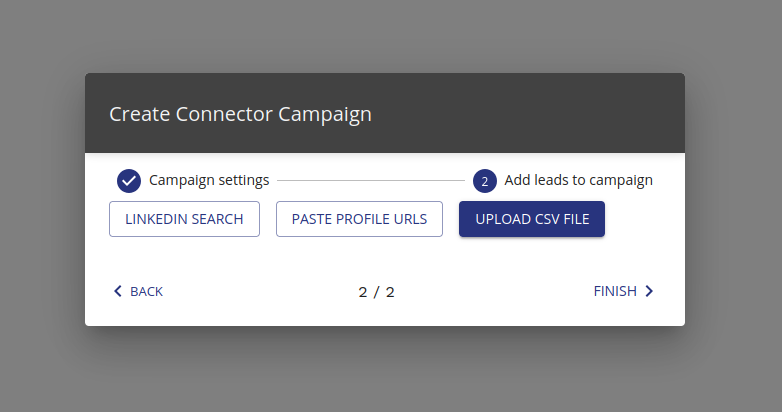 Create Connector Campaign
Campaign settings 2 Add leads to campaign
LINKEDIN SEARCH PASTE PROFILE URLS UPLOAD CSV FILE
BACK 2 / 2 FINISH